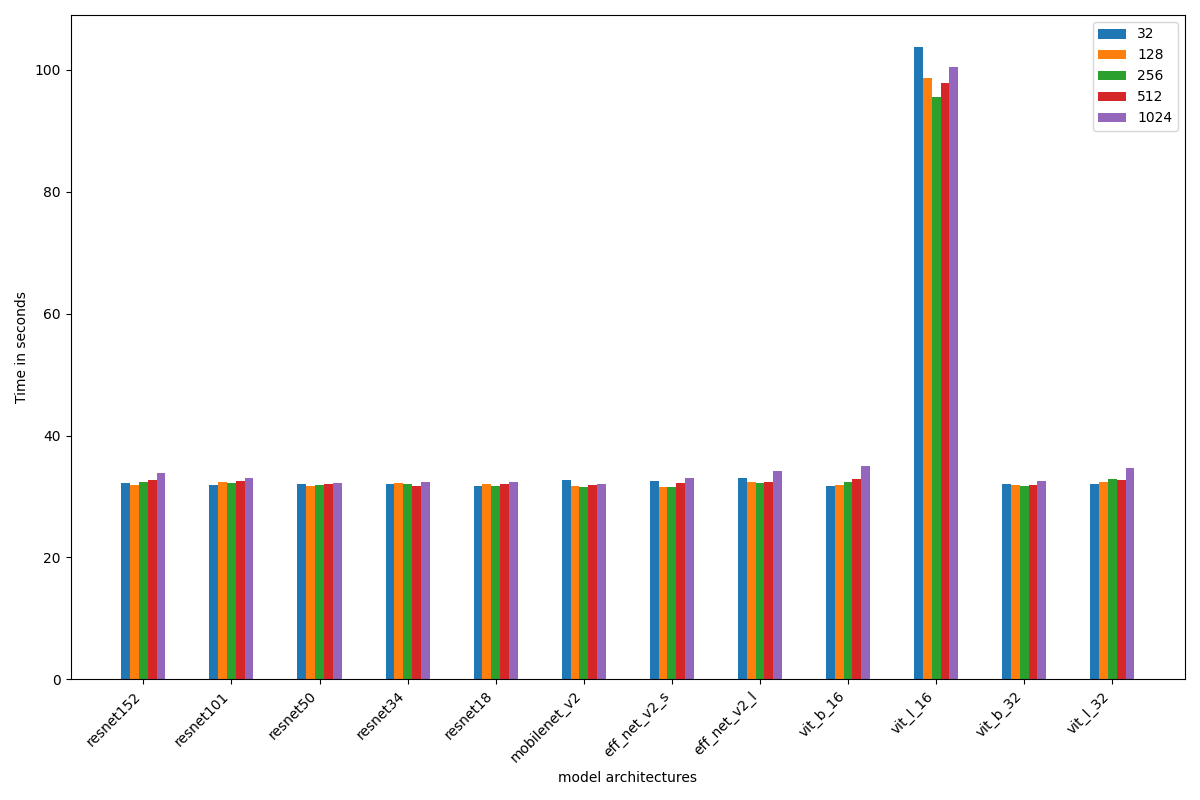 32
128
256
512
1024
Time in seconds
100
80
60
40
20
0
resnet152
resnet101
resnet50
resnet34
resnet18
mobilenet_v2
eff_net_v2_s
eff_net_v2_l
vit_b_16
vit_l_16
vit_b_32
vit_l_32
model architectures